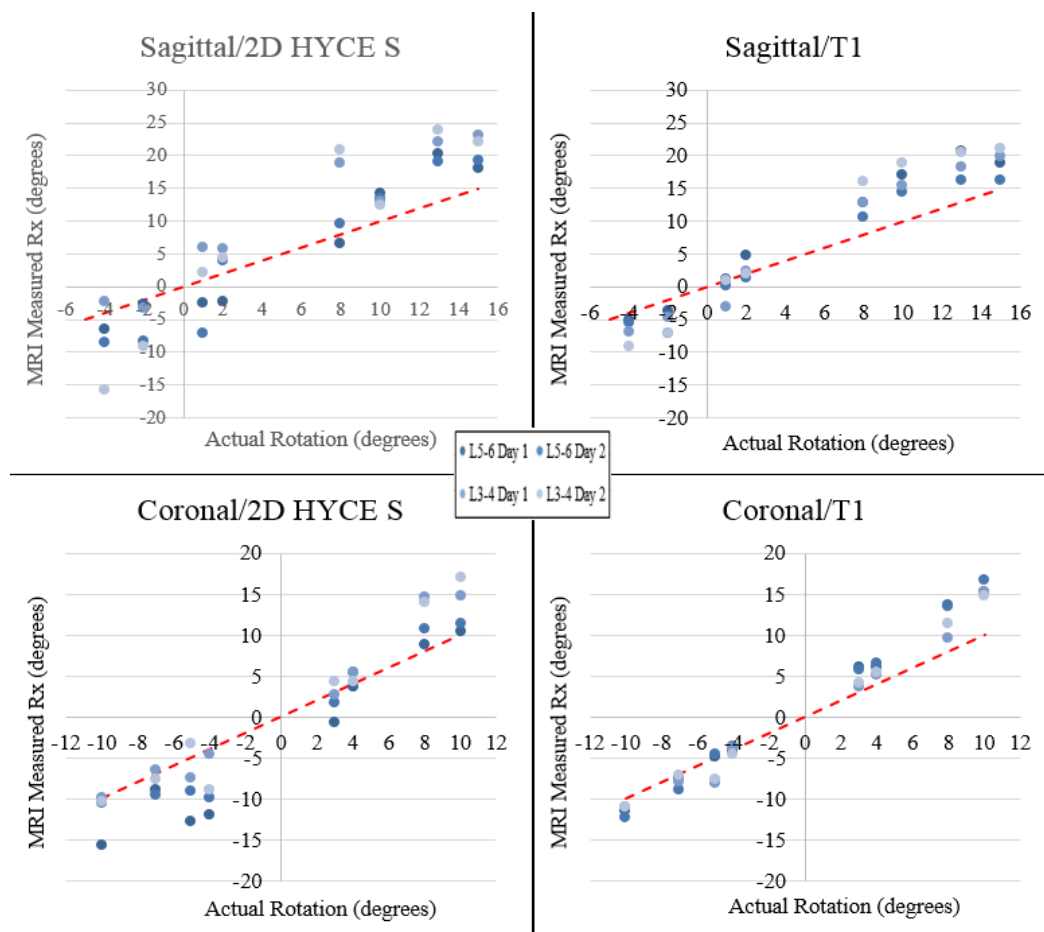 Sagittal/2D HYCE S
30
25
20
15
10
5
0
-5
-10
-15
-20
-6 -4 -2 0 2 4 6 8 10 12 14 16
MRI Measured Rx (degrees)
Actual Rotation (degrees)
Sagittal/T1
30
25
20
15
10
5
0
-5
-10
-15
-20
-6 -4 -2 0 2 4 6 8 10 12 14 16
MRI Measured Rx (degrees)
Actual Rotation (degrees)
L5-6 Day 1 L5-6 Day 2
L3-4 Day 1 L3-4 Day 2
Coronal/2D HYCE S
20
15
10
5
0
-5
-10
-15
-20
-12 -10 -8 -6 -4 -2 0 2 4 6 8 10 12
MRI Measured Rx (degrees)
Actual Rotation (degrees)
Coronal/T1
20
15
10
5
0
-5
-10
-15
-20
-12 -10 -8 -6 -4 -2 0 2 4 6 8 10 12
MRI Measured Rx (degrees)
Actual Rotation (degrees)